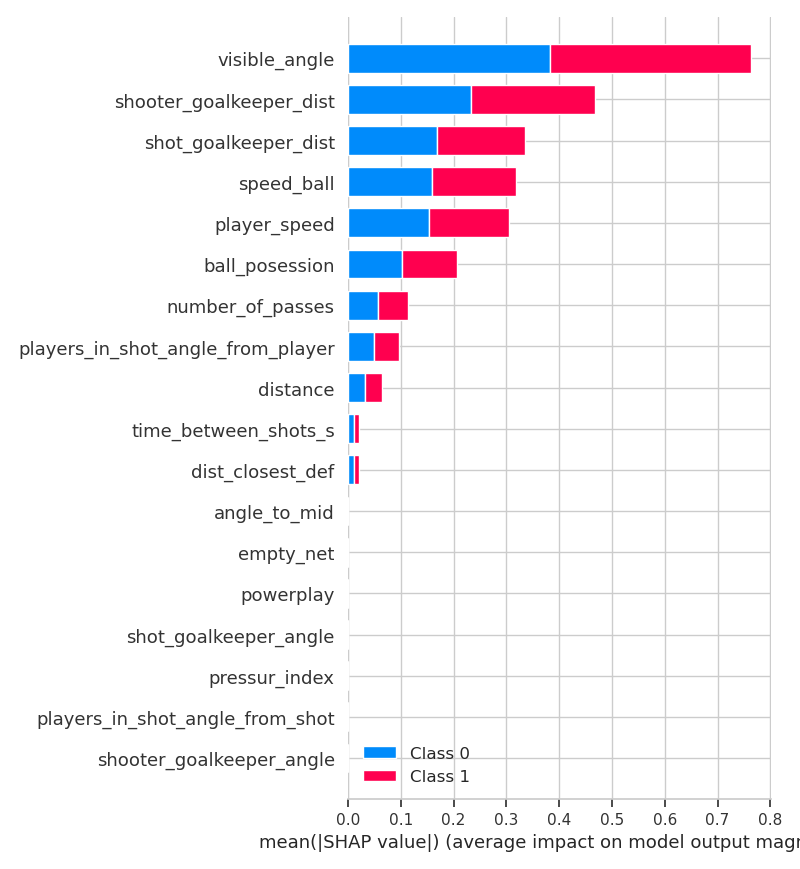 visible_angle
shooter_goalkeeper_dist
shot_goalkeeper_dist
speed_ball
player_speed
ball_posession
number_of_passes
players_in_shot_angle_from_player
distance
time_between_shots_s
dist_closest_def
angle_to_mid
empty_net
powerplay
shot_goalkeeper_angle
pressur_index
players_in_shot_angle_from_shot
shooter_goalkeeper_angle
Class 0
Class 1
0.0 0.1 0.2 0.3 0.4 0.5 0.6 0.7 0.8
mean(|SHAP value|) (average impact on model output magn